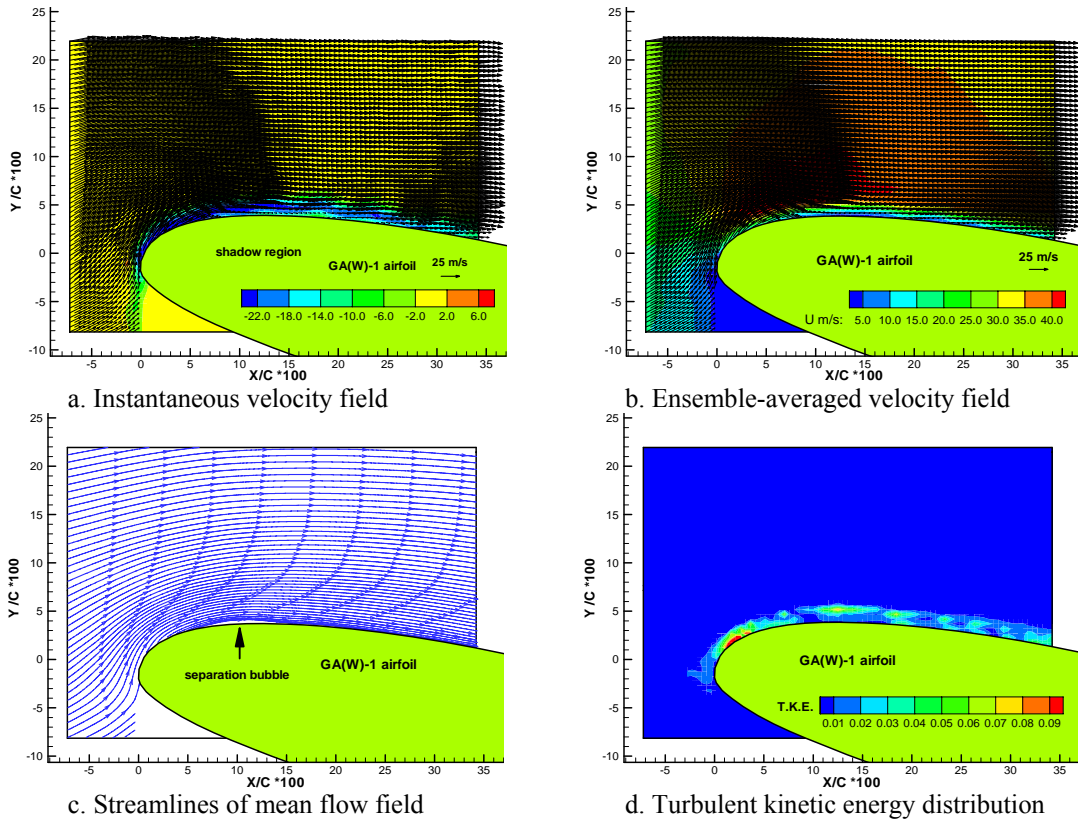 25
20
15
10
5
0
-5
-10
Y /C *100
shadow region
GA(W)-1 airfoil
25 m/s
-22.0 -18.0 -14.0 -10.0 -6.0 -2.0 2.0 6.0
-5 0 5 10 15 20 25 30 35
X/C *100
a. Instantaneous velocity field
25
20
15
10
5
0
-5
-10
Y /C *100
GA(W)-1 airfoil
25 m/s
U m/s: 5.0 10.0 15.0 20.0 25.0 30.0 35.0 40.0
-5 0 5 10 15 20 25 30 35
X/C *100
b. Ensemble-averaged velocity field
25
20
15
10
5
0
-5
-10
Y /C *100
GA(W)-1 airfoil
separation bubble
-5 0 5 10 15 20 25 30 35
X/C *100
c. Streamlines of mean flow field
25
20
15
10
5
0
-5
-10
Y /C *100
GA(W)-1 airfoil
T.K.E.
0.01 0.02 0.03 0.04 0.05 0.06 0.07 0.08 0.09
-5 0 5 10 15 20 25 30 35
X/C *100
d. Turbulent kinetic energy distribution